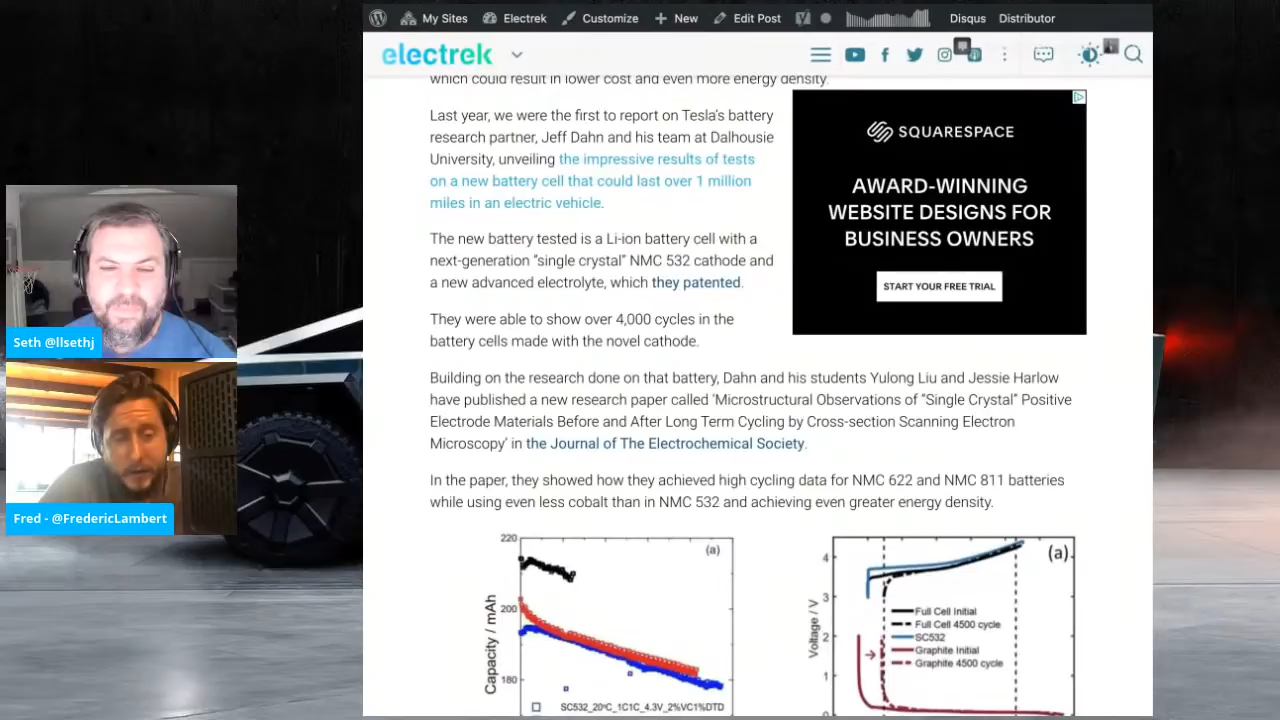 My Sites
Electrek
Customize
New
Edit Post
Disqus
Distributor
electrek
which could result in lower cost and even more energy density.
Last year, we were the first to report on Tesla's battery
research partner, Jeff Dahn and his team at Dalhousie
University, unveiling the impressive results of tests
on a new battery cell that could last over 1 million
miles in an electric vehicle.
SQUARESPACE
AWARD-WINNING
WEBSITE DESIGNS FOR
BUSINESS OWNERS
START YOUR FREE TRIAL
The new battery tested is a Li-ion battery cell with a
next-generation “single crystal” NMC 532 cathode and
a new advanced electrolyte, which they patented.
They were able to show over 4,000 cycles in the
battery cells made with the novel cathode.
Building on the research done on that battery, Dahn and his students Yulong Liu and Jessie Harlow
have published a new research paper called ‘Microstructural Observations of “Single Crystal” Positive
Electrode Materials Before and After Long Term Cycling by Cross-section Scanning Electron
Microscopy’ in the Journal of The Electrochemical Society.
In the paper, they showed how they achieved high cycling data for NMC 622 and NMC 811 batteries
while using even less cobalt than in NMC 532 and achieving even greater energy density.
220
200
180
Capacity / mAh
(a)
SC532_20°C_1C1C_4.3V_2%VC1%DTD
4
3
2
1
0
Voltage / V
(a)
Full Cell Initial
Full Cell 4500 cycle
SC532
Graphite Initial
Graphite 4500 cycle
Seth @llsethj
Fred - @FredericLambert